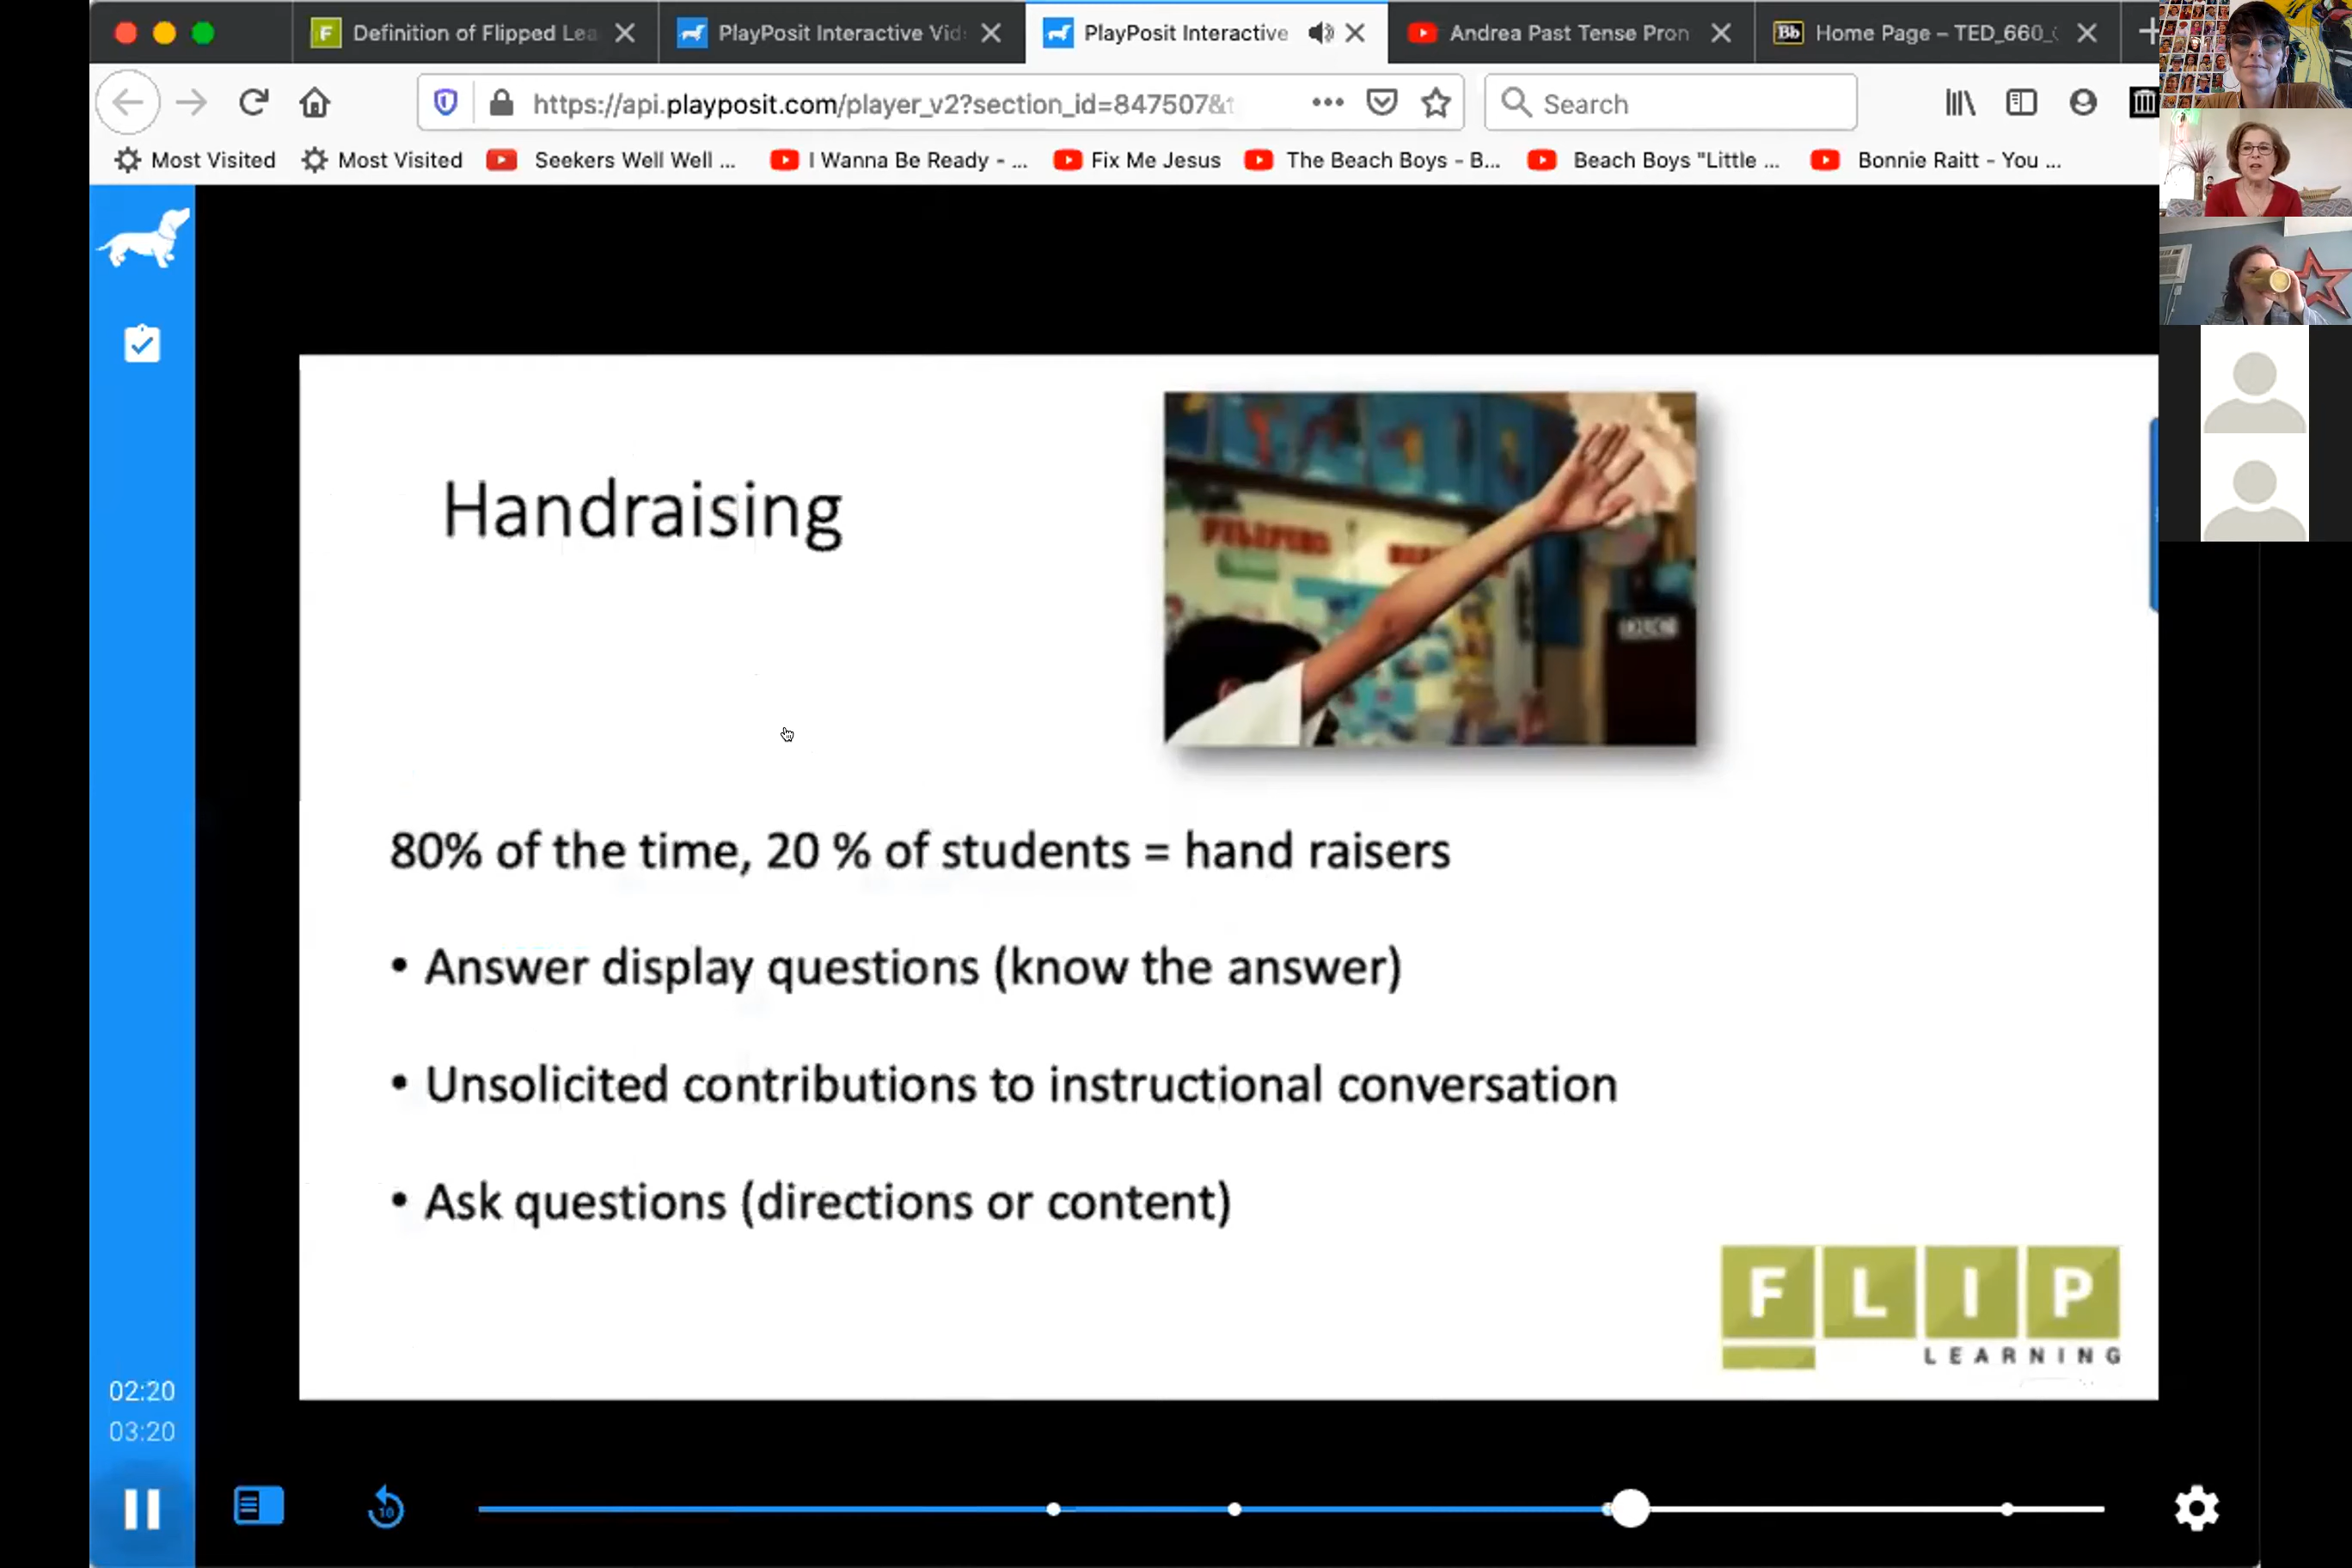 Definition of Flipped Lea
PlayPosit Interactive Vid
PlayPosit Interactive
Andrea Past Tense Pron
Bb
Home Page – TED_660_
https://api.playposit.com/player_v2?section_id=847507&t
Search
Most Visited
Most Visited
Seekers Well Well ...
I Wanna Be Ready - ...
Fix Me Jesus
The Beach Boys - B...
Beach Boys "Little ...
Bonnie Raitt - You ...
Handraising
FILIPINO
80% of the time, 20 % of students = hand raisers
• Answer display questions (know the answer)
• Unsolicited contributions to instructional conversation
• Ask questions (directions or content)
FLIP
LEARNING
02:20
03:20
10